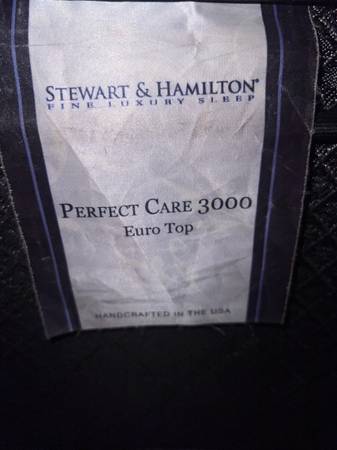 STEWART & HAMILTON®
FINE LUXURY SLEEP
PERFECT CARE 3000
Euro Top
HANDCRAFTED IN THE USA